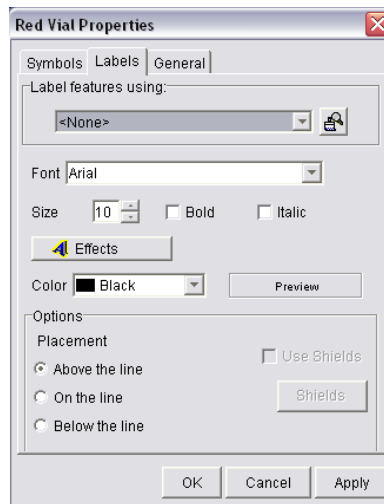 Red Vial Properties
Symbols Labels General
Label features using:
<None>
Font Arial
Size 10 Bold Italic
Effects
Color Black Preview
Options
Placement
Use Shields
Above the line
On the line Shields
Below the line
OK Cancel Apply